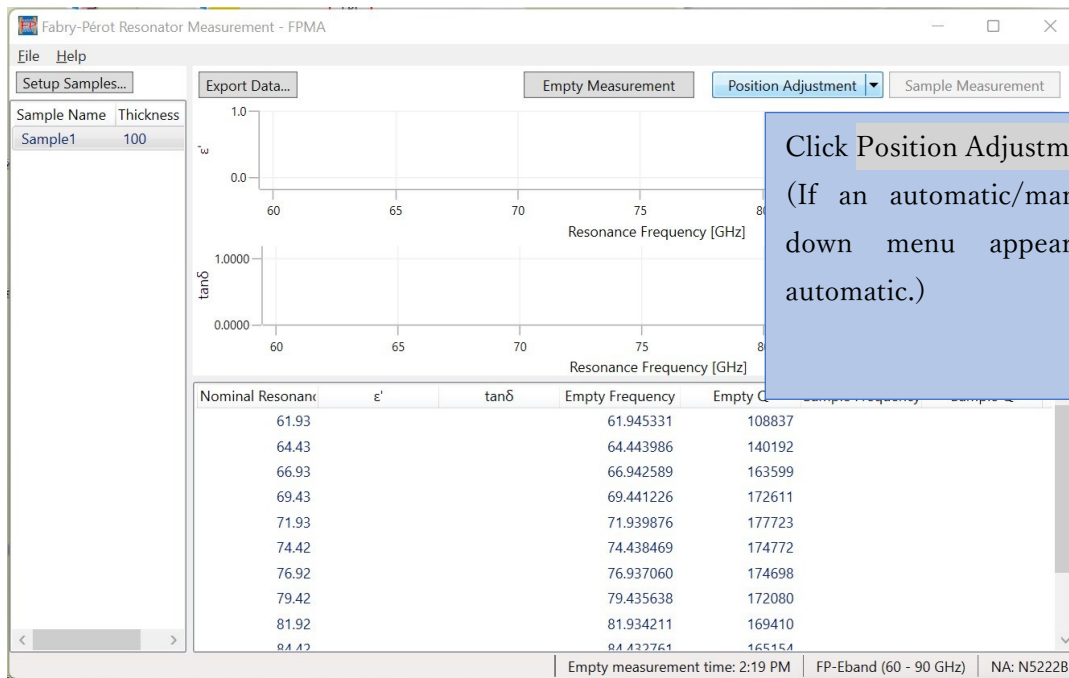 Fabry-Pérot Resonator Measurement - FPMA
File Help
Setup Samples...
Export Data...
Empty Measurement
Position Adjustment
Sample Measurement
Sample Name Thickness
Sample1 100
1.0
ε'
0.0
60 65 70 75
Resonance Frequency [GHz]
1.0000
tanδ
0.0000
60 65 70 75
Resonance Frequency [GHz]
Click Position Adjustm
(If an automatic/
down menu appear
automatic.)
Nominal Resonanc ε' tanδ Empty Frequency Empty Q
61.93 61.945331 108837
64.43 64.443986 140192
66.93 66.942589 163599
69.43 69.441226 172611
71.93 71.939876 177723
74.42 74.438469 174772
76.92 76.937060 174698
79.42 79.435638 172080
81.92 81.934211 169410
84.42 84.432761 165154
Empty measurement time: 2:19 PM FP-Eband (60 - 90 GHz) NA: N5222B